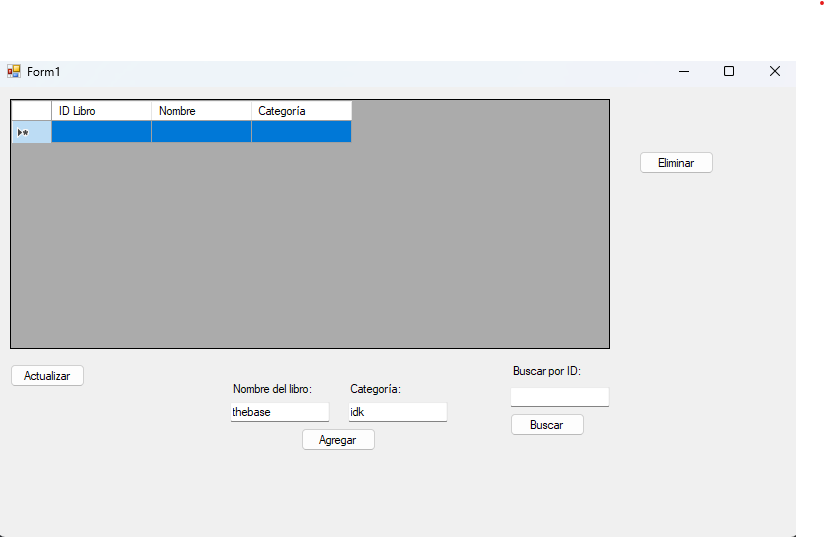 Form1
ID Libro Nombre Categoría
Eliminar
Actualizar
Buscar por ID:
Nombre del libro: Categoría:
thebase idk
Agregar
Buscar